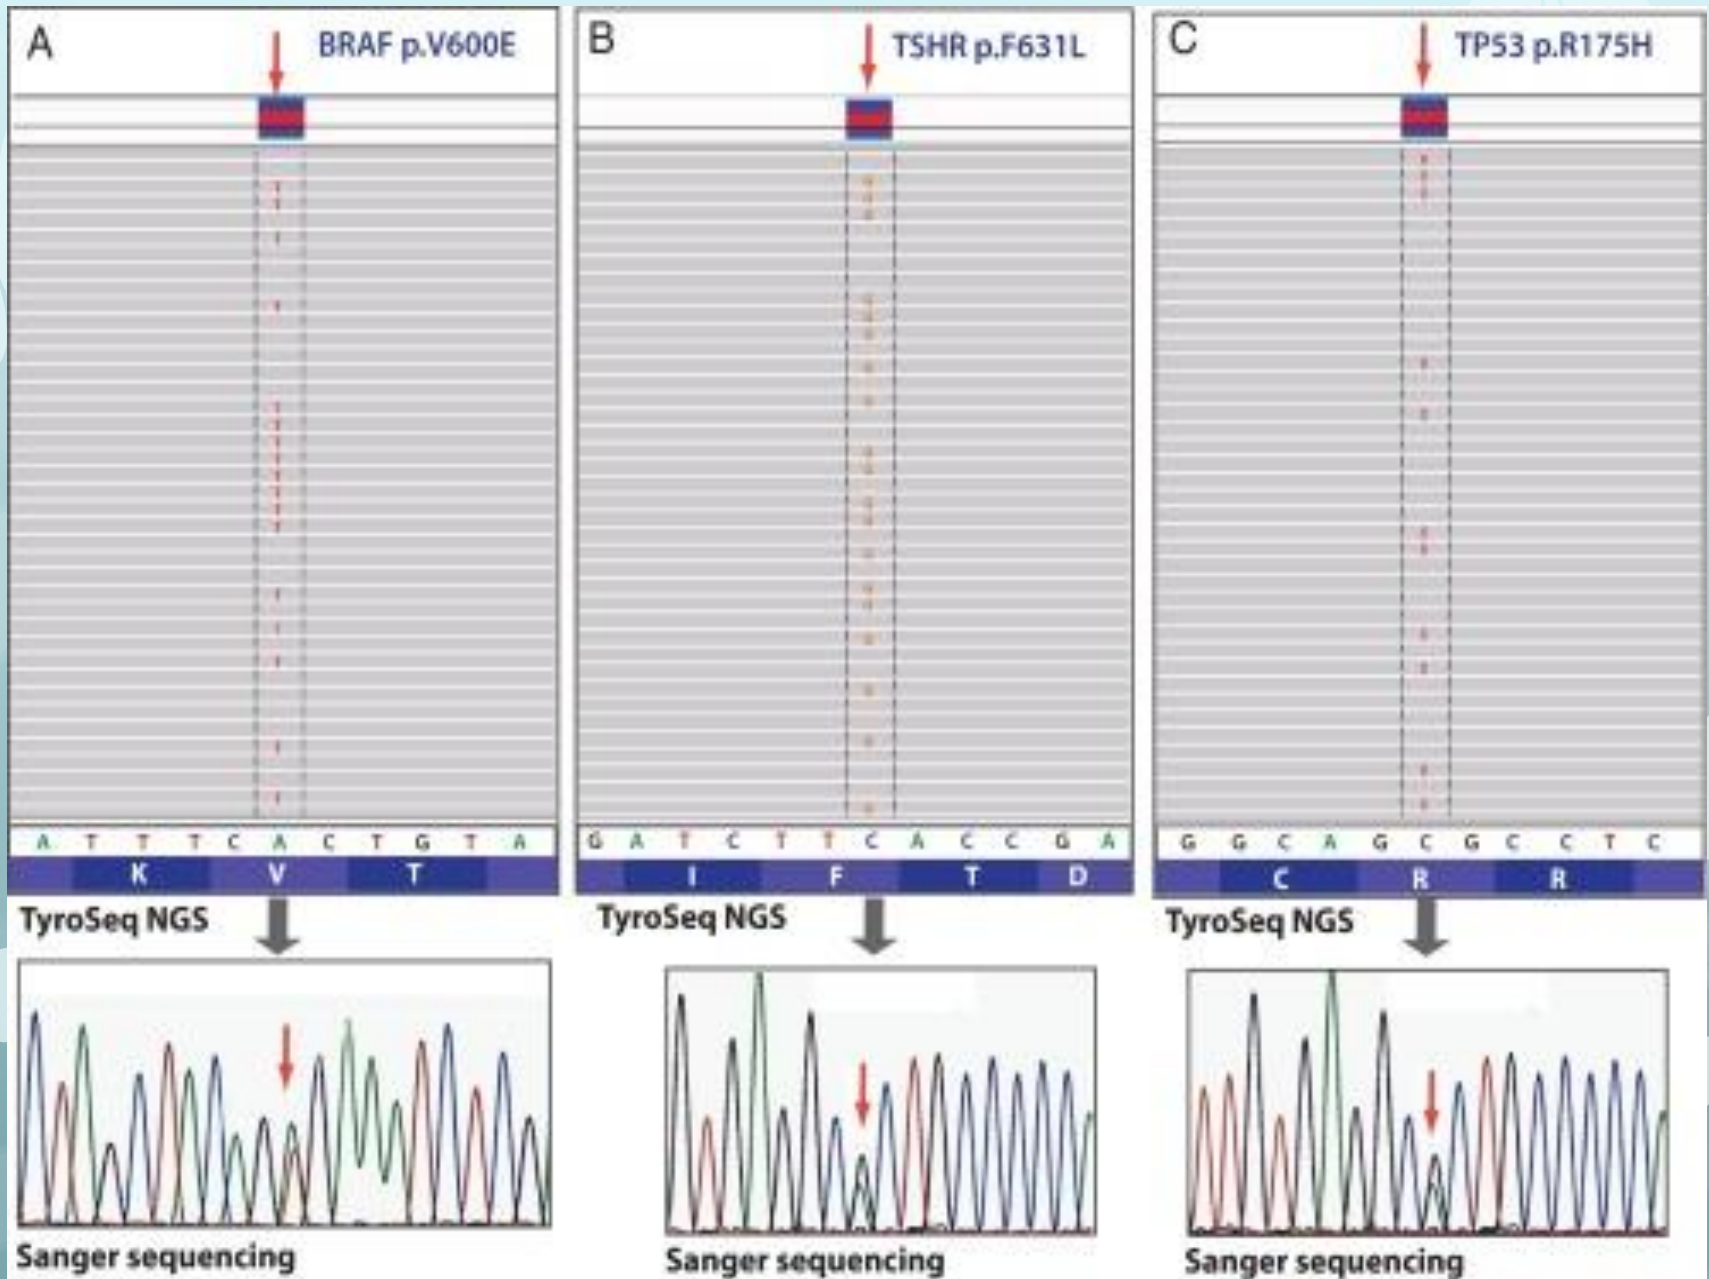 A
BRAF p.V600E
A T T T C A C T G T A
K V T
TyroSeq NGS
Sanger sequencing
B
TSHR p.F631L
G A T C T T C A C C G A
I F T D
TyroSeq NGS
Sanger sequencing
C
TP53 p.R175H
G G C A G C G C C T C
C R R
TyroSeq NGS
Sanger sequencing